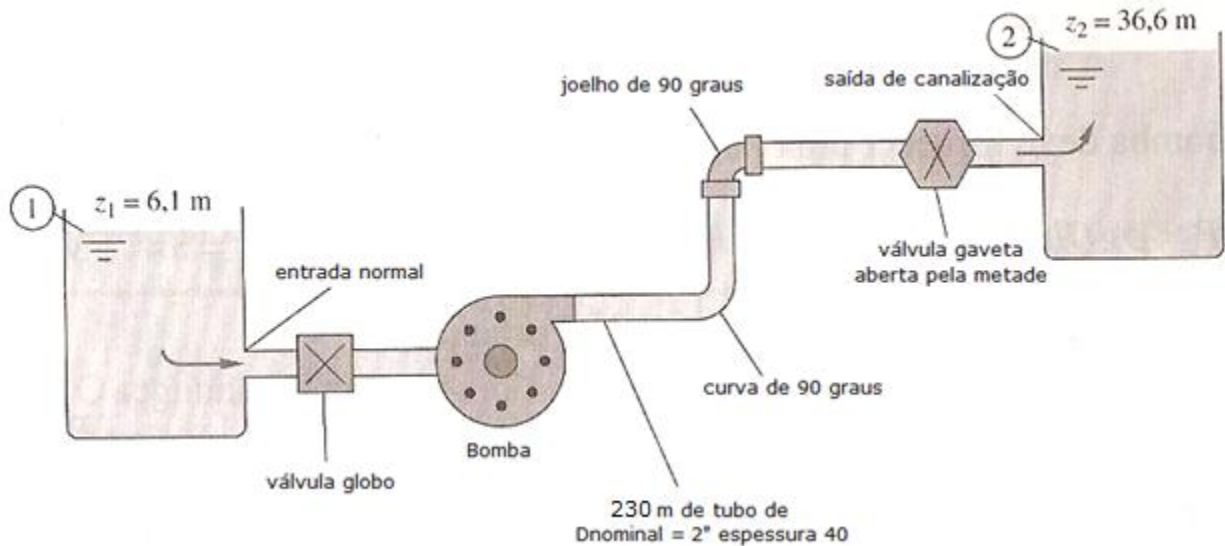 z₂ = 36,6 m
2
saída de canalização
joelho de 90 graus
1
z₁ = 6,1 m
entrada normal
válvula gaveta
aberta pela metade
curva de 90 graus
Bomba
válvula globo
230 m de tubo de
Dnominal = 2" espessura 40